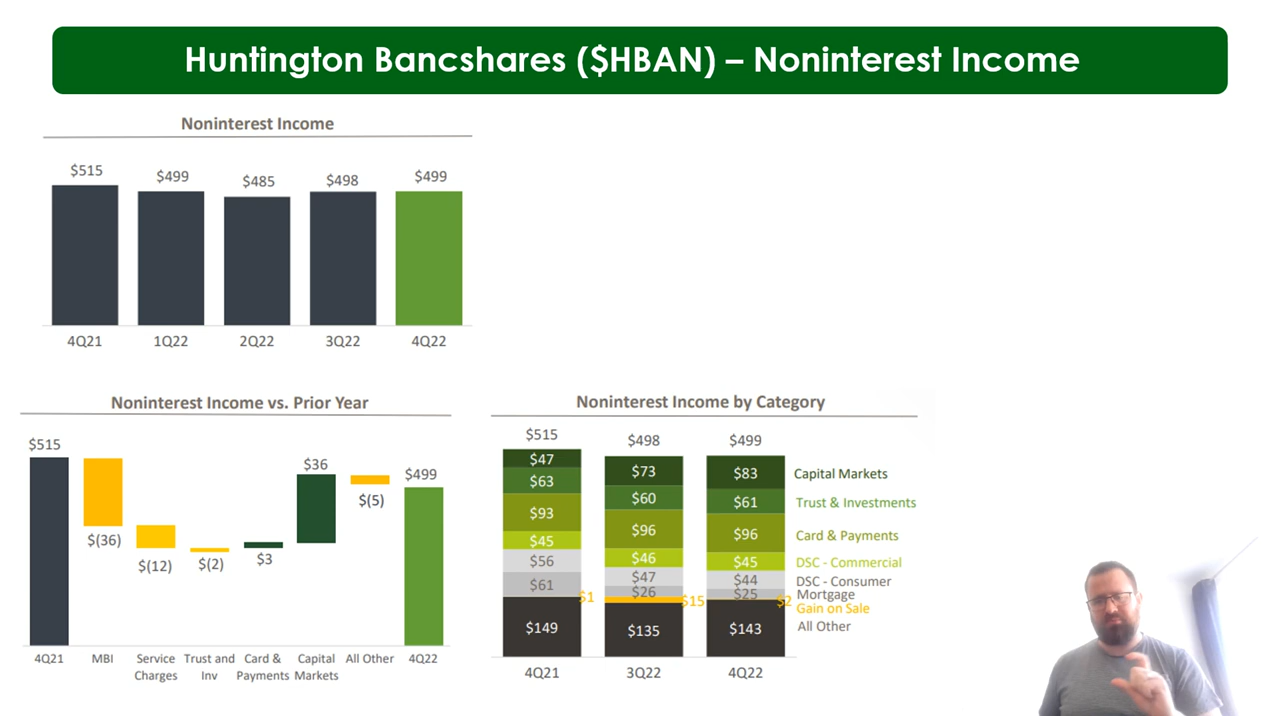 Huntington Bancshares ($HBAN) – Noninterest Income
Noninterest Income
$515
$499
$485
$498
$499
4Q21
1Q22
2Q22
3Q22
4Q22
Noninterest Income vs. Prior Year
$515
$(36)
$(12)
$(2)
$3
$36
$(5)
$499
4Q21
MBI
Service
Charges
Trust and
Inv
Card &
Payments
Capital
Markets
All Other
4Q22
Noninterest Income by Category
$515
$498
$499
$47
$73
$83
Capital Markets
$63
$60
$61
Trust & Investments
$93
$96
$96
Card & Payments
$45
$46
$45
DSC - Commercial
$56
$47
$44
DSC - Consumer
$61
$26
$25
Mortgage
$1
$15
$2
Gain on Sale
$149
$135
$143
All Other
4Q21
3Q22
4Q22